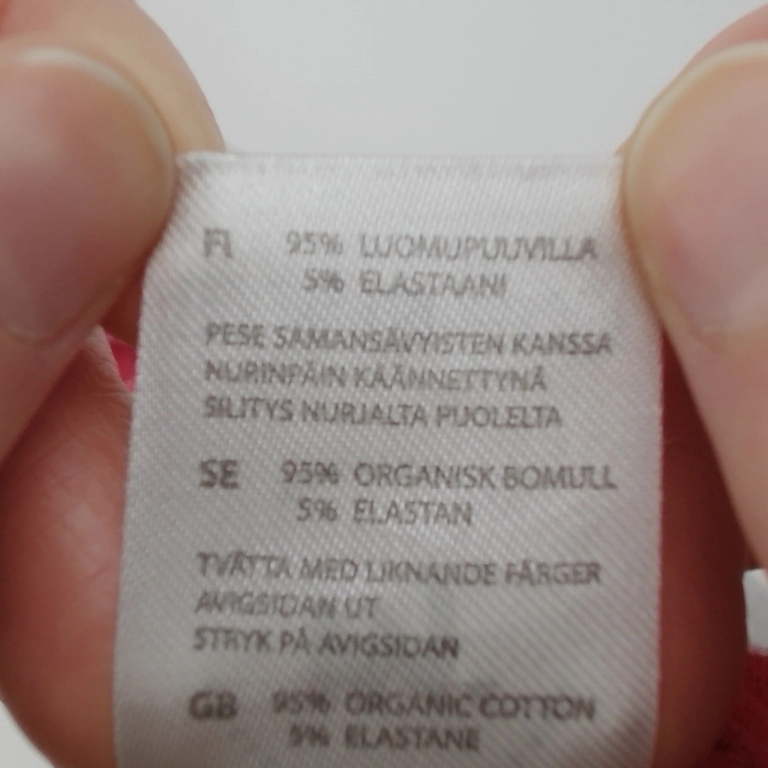 FI 95% LUOMUPUUVILLA
5% ELASTAANI
PESE SAMANSÄVYISTEN KANSSA
NURINPÄIN KÄÄNNETTYNÄ
SILITYS NURJALTA PUOLELTA
SE 95% ORGANISK BOMULL
5% ELASTAN
TVÄTTA MED LIKNANDE FÄRGER
AVIGSIDAN UT
STRYK PÅ AVIGSIDAN
GB 95% ORGANIC COTTON
5% ELASTANE